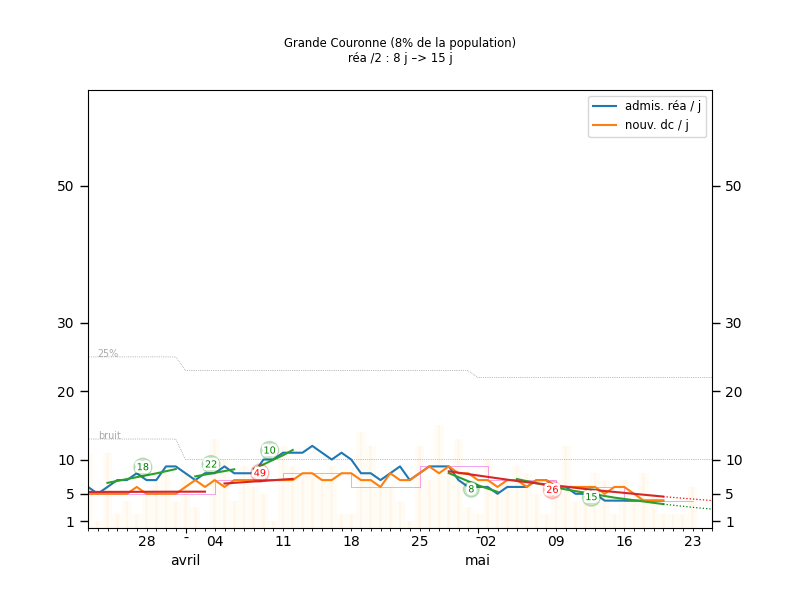 Grande Couronne (8% de la population)
réa /2 : 8 j –> 15 j
admis. réa / j
nouv. dc / j
50 50
30 30
25%
20 20
bruit
10 10
18 22 49 10 8 26 15
5 5
1 1
28 - 04 11 18 25 - 02 09 16 23
avril mai